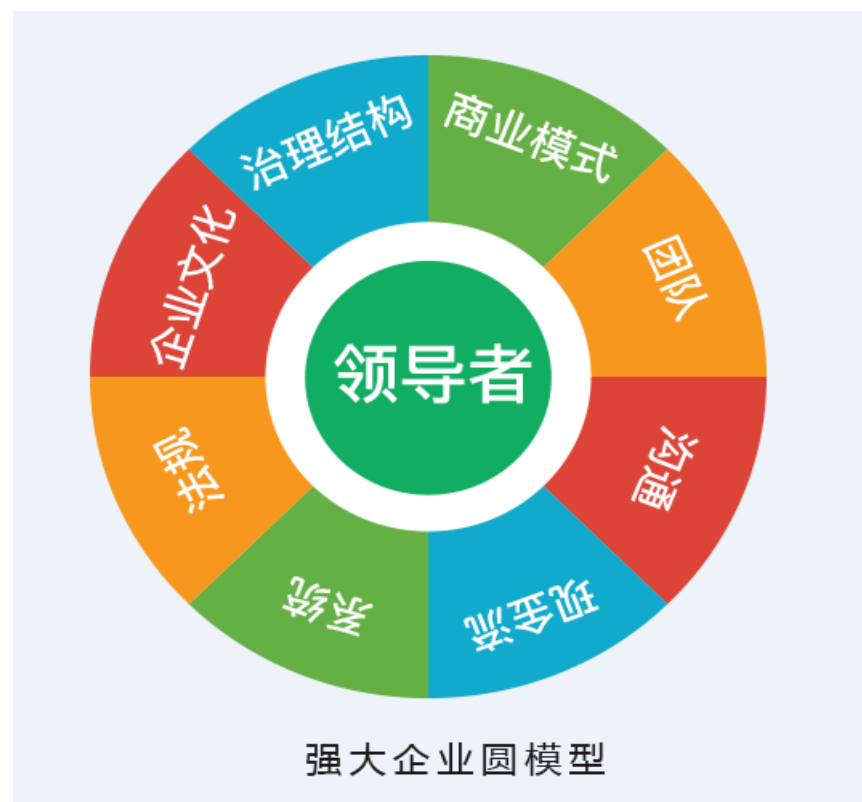 治理结构
商业模式
团队
沟通
现金流
系统
法规
企业文化
领导者
强大企业圆模型